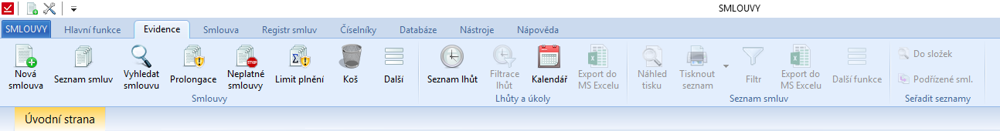 SMLOUVY
SMLOUVY Hlavní funkce Evidence Smlouva Registr smluv Číselníky Databáze Nástroje Nápověda
Nová smlouva
Seznam smluv
Vyhledat smlouvu
Prolongace
STOP
Neplatné smlouvy
Σ
Limit plnění
Koš
Další
Smlouvy
Seznam lhůt
Filtrace lhůt
Kalendář
Export do MS Excelu
Lhůty a úkoly
Náhled tisku
Tisknout seznam
Filtr
Export do MS Excelu
Další funkce
Seznam smluv
Do složek
Podřízené sml.
Seřadit seznamy
Úvodní strana